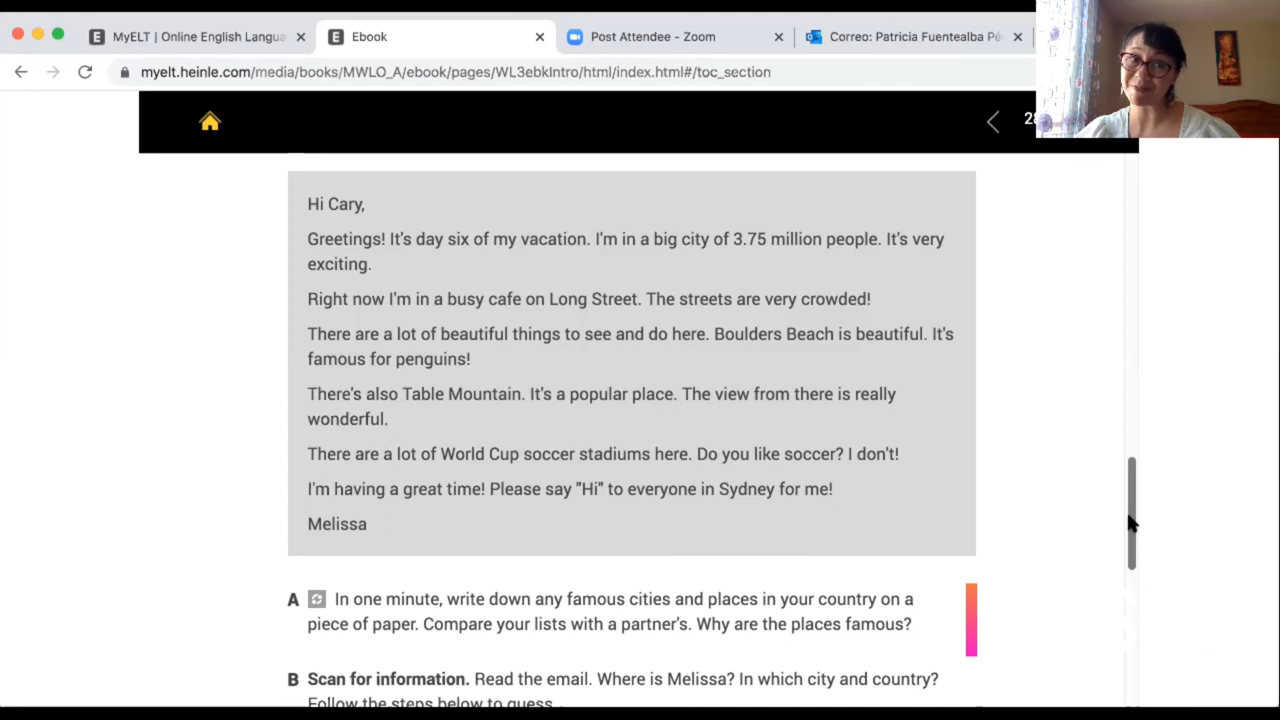 MyELT | Online English Langua
Ebook
Post Attendee - Zoom
Correo: Patricia Fuentealba Pé
myelt.heinle.com/media/books/MWLO_A/ebook/pages/WL3ebkIntro/html/index.html#/toc_section
28
Hi Cary,
Greetings! It's day six of my vacation. I'm in a big city of 3.75 million people. It's very
exciting.
Right now I'm in a busy cafe on Long Street. The streets are very crowded!
There are a lot of beautiful things to see and do here. Boulders Beach is beautiful. It's
famous for penguins!
There's also Table Mountain. It's a popular place. The view from there is really
wonderful.
There are a lot of World Cup soccer stadiums here. Do you like soccer? I don't!
I'm having a great time! Please say "Hi" to everyone in Sydney for me!
Melissa
A In one minute, write down any famous cities and places in your country on a
piece of paper. Compare your lists with a partner's. Why are the places famous?
B Scan for information. Read the email. Where is Melissa? In which city and country?
Follow the steps below to guess.